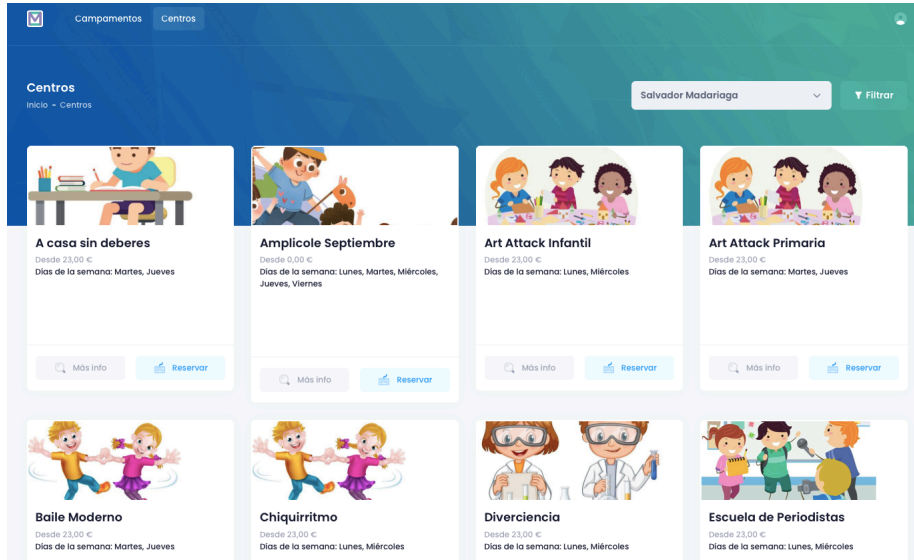 Campamentos Centros
Centros
Inicio - Centros
Salvador Madariaga
Filtrar
A casa sin deberes
Desde 23,00 €
Días de la semana: Martes, Jueves
Más info
Reservar
Amplicole Septiembre
Desde 0,00 €
Días de la semana: Lunes, Martes, Miércoles,
Jueves, Viernes
Más info
Reservar
Art Attack Infantil
Desde 23,00 €
Días de la semana: Lunes, Miércoles
Más info
Reservar
Art Attack Primaria
Desde 23,00 €
Días de la semana: Martes, Jueves
Más info
Reservar
Baile Moderno
Desde 23,00 €
Días de la semana: Martes, Jueves
Chiquirritmo
Desde 23,00 €
Días de la semana: Lunes, Miércoles
Diverciencia
Desde 23,00 €
Días de la semana: Lunes, Miércoles
Escuela de Periodistas
Desde 23,00 €
Días de la semana: Lunes, Miércoles